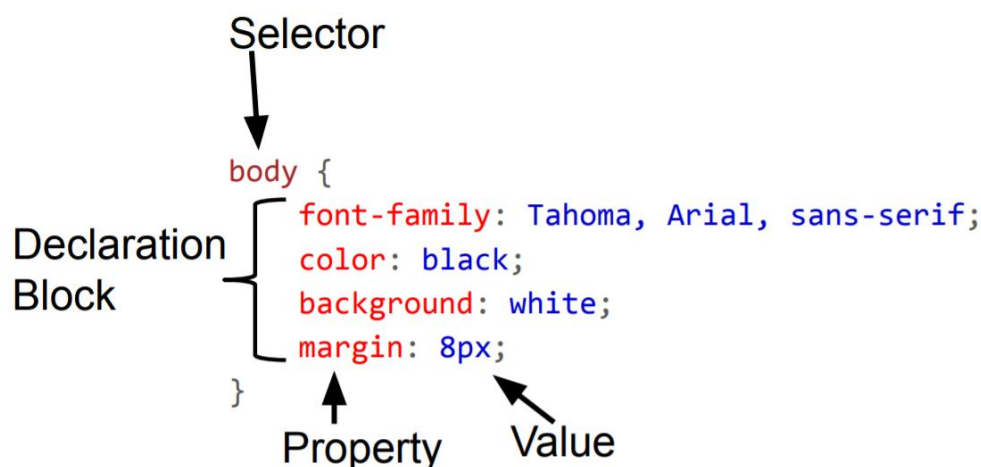 Selector
body {
font-family: Tahoma, Arial, sans-serif;
Declaration
Block
color: black;
background: white;
margin: 8px;
}
Property
Value